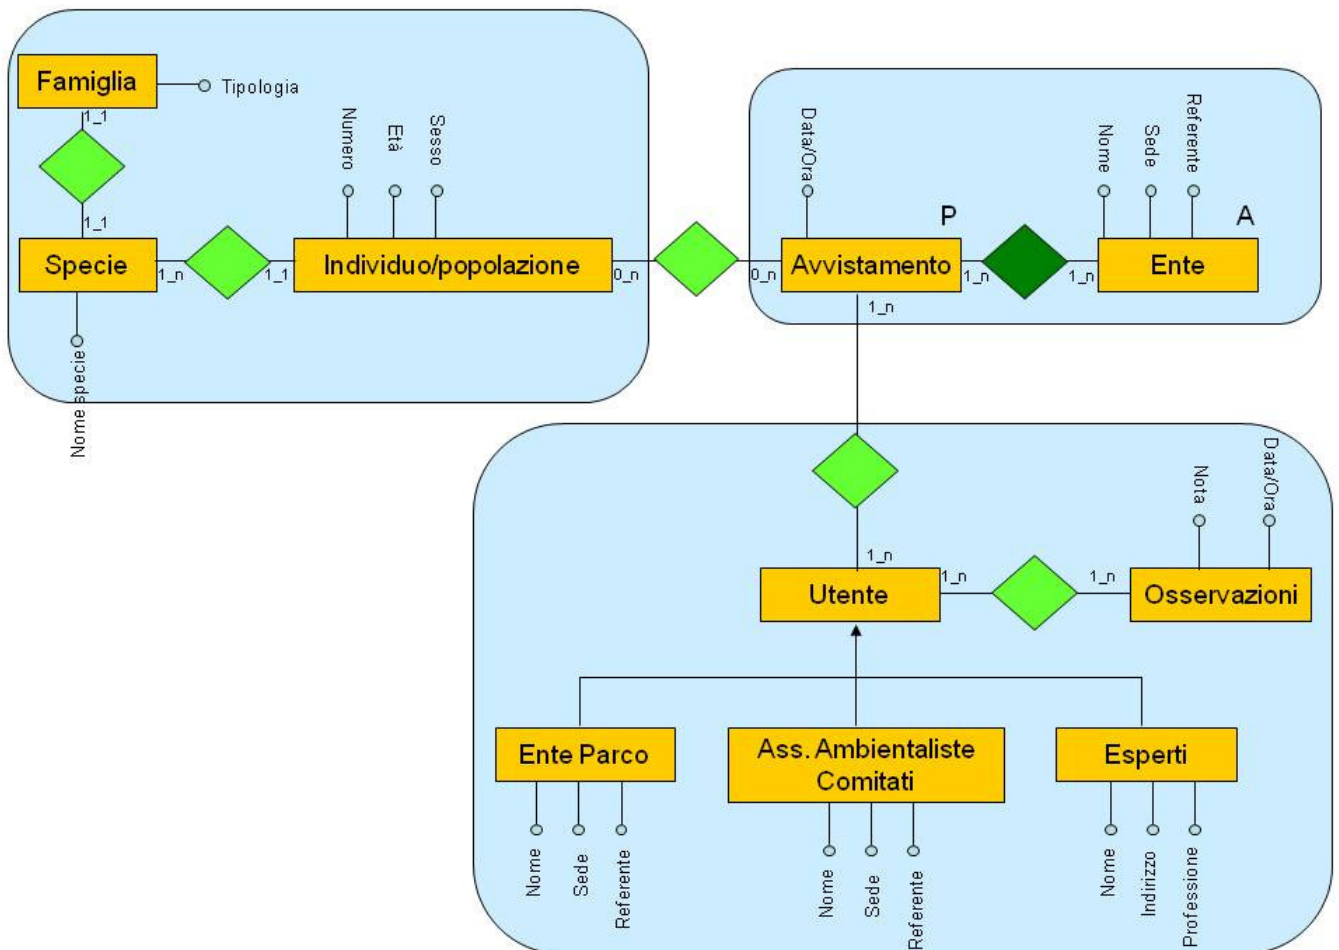 Famiglia
Tipologia
1_1
1_1
Specie
Nome specie
1_n
1_1
Numero
Età
Sesso
Individuo/popolazione
0_n
0_n
Data/Ora
P
Avvistamento
1_n
1_n
Nome
Sede
Referente
A
Ente
1_n
1_n
Utente
1_n
1_n
Nota
Data/Ora
Osservazioni
Ente Parco
Nome
Sede
Referente
Ass. Ambientaliste
Comitati
Nome
Sede
Referente
Esperti
Nome
Indirizzo
Professione